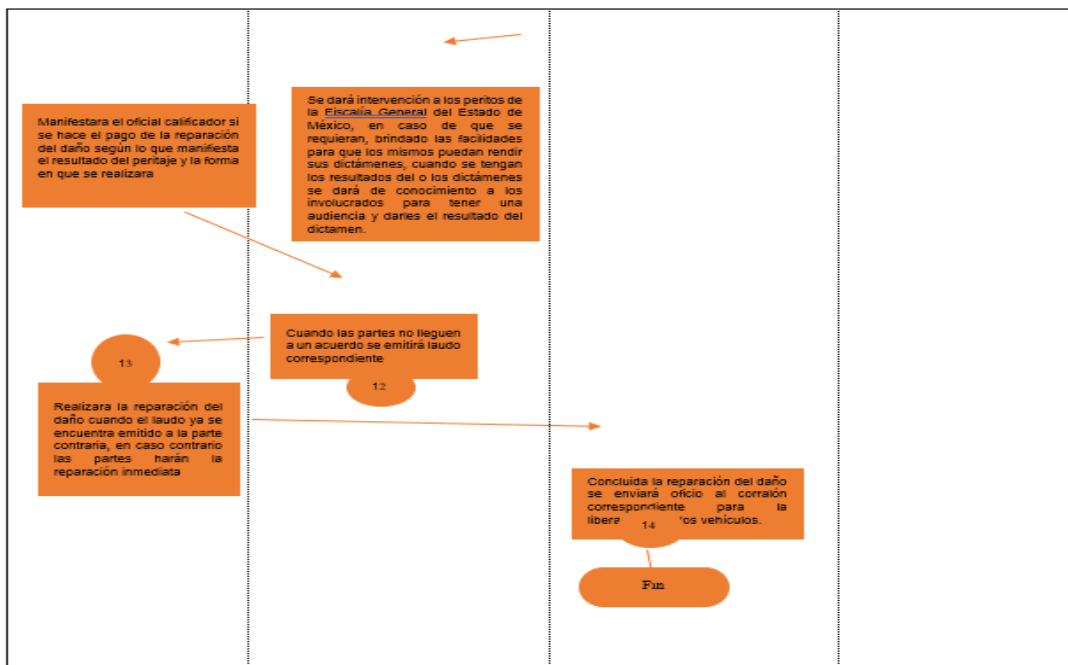 Manifestara el oficial calificador si
se hace el pago de la reparación
del daño según lo que manifiesta
el resultado del peritaje y la forma
en que se realizara
Se dará intervención a los peritos de
la Fiscalía General del Estado de
México, en caso de que se
requieran, brindado las facilidades
para que los mismos puedan rendir
sus dictámenes, cuando se tengan
los resultados del o los dictámenes
se dará de conocimiento a los
involucrados para tener una
audiencia y darles el resultado del
dictamen.
Cuando las partes no lleguen
a un acuerdo se emitirá laudo
correspondiente
12
13
Realizara la reparación del
daño cuando el laudo ya se
encuentra emitido a la parte
contraria, en caso contrario
las partes harán la
reparación inmediata
Concluida la reparación del daño
se enviará oficio al corralón
correspondiente para la
libera os vehículos.
14
Fin